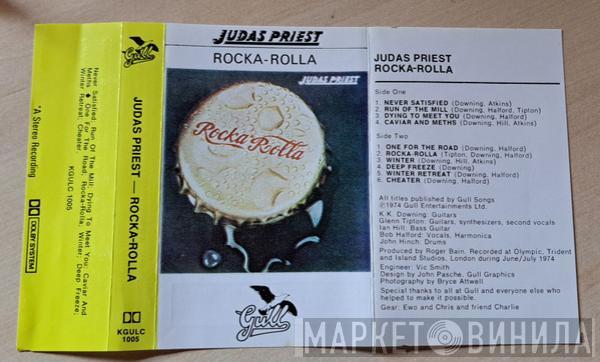 Gull
Never Satisfied; Run Of The Mill; Dying To Meet You; Caviar And
Meths ♦ One For The Road; Rocka-Rolla; Winter; Deep Freeze;
Winter Retreat; Cheater
KGULC 1005
*A Stereo Recording
JUDAS PRIEST — ROCKA-ROLLA
DOLBY SYSTEM
KGULC
1005
JUDAS PRIEST
ROCKA-ROLLA
JUDAS PRIEST
Rocka-Rolla
Gull
JUDAS PRIEST
ROCKA-ROLLA
Side One
1. NEVER SATISFIED (Downing, Atkins)
2. RUN OF THE MILL (Downing, Halford, Tipton)
3. DYING TO MEET YOU (Downing, Halford)
4. CAVIAR AND METHS (Downing, Hill, Atkins)
Side Two
1. ONE FOR THE ROAD (Downing, Halford)
2. ROCKA-ROLLA (Tipton, Downing, Halford)
3. WINTER (Downing, Hill, Atkins)
4. DEEP FREEZE (Downing)
5. WINTER RETREAT (Downing, Halford)
6. CHEATER (Downing, Halford)
All titles published by Gull Songs
℗1974 Gull Entertainments Ltd.
K.K. Downing: Guitars
Glenn Tipton: Guitars, synthesizers, second vocals
Ian Hill: Bass Guitar
Bob Halford: Vocals, Harmonica
John Hinch: Drums
Produced by Roger Bain, Recorded at Olympic, Trident
and Island Studios, London during June/July 1974
Engineer: Vic Smith
Design by John Pasche, Gull Graphics
Photography by Bryce Attwell
Special thanks to all at Gull and everyone else who
helped to make it possible.
Gear: Ewo and Chris and friend Charlie
МАРКЕТ ВИНИЛА